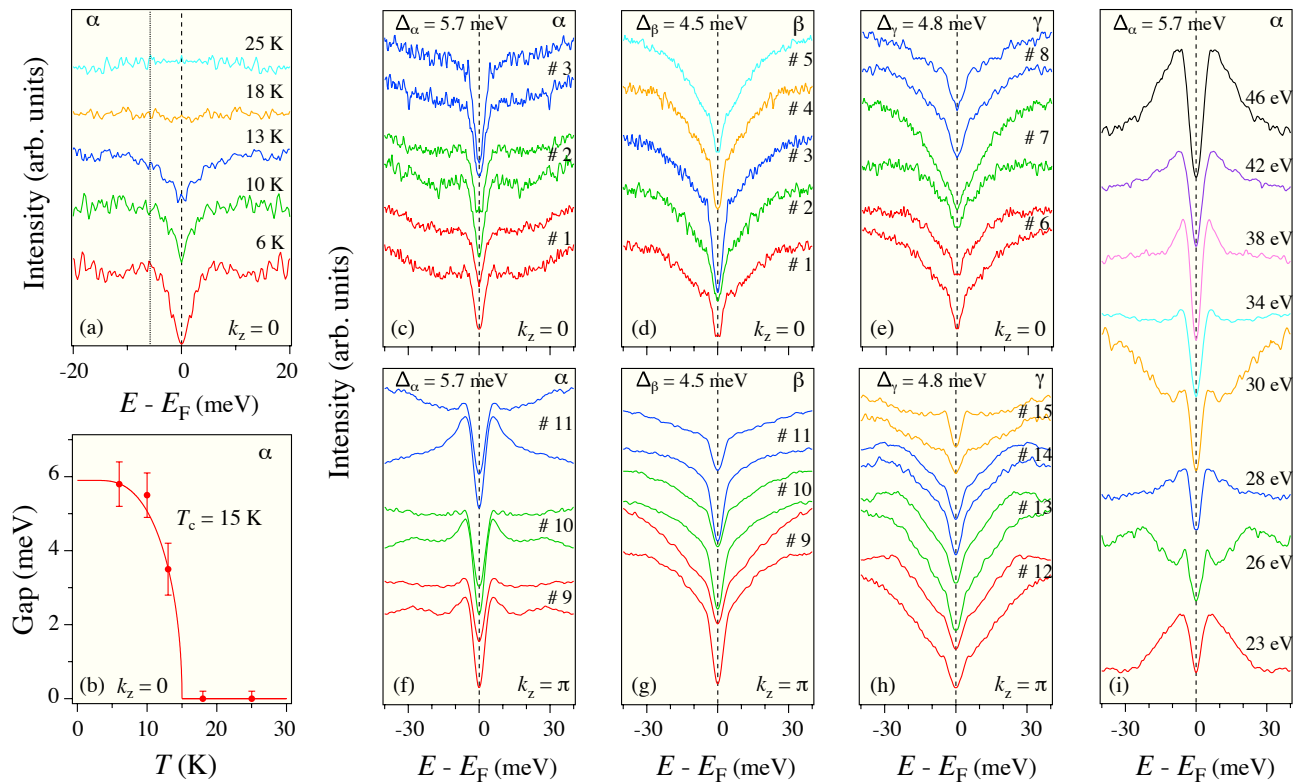 Intensity (arb. units)
α
25 K
18 K
13 K
10 K
6 K
(a)
k_z = 0
-20
0
20
E - E_F (meV)
Gap (meV)
6
4
2
0
α
T_c = 15 K
(b)
k_z = 0
0
10
20
30
T (K)
Intensity (arb. units)
Δ_α = 5.7 meV
α
# 3
# 2
# 1
(c)
k_z = 0
Δ_β = 4.5 meV
β
# 5
# 4
# 3
# 2
# 1
(d)
k_z = 0
Δ_γ = 4.8 meV
γ
# 8
# 7
# 6
(e)
k_z = 0
Δ_α = 5.7 meV
α
# 11
# 10
# 9
(f)
k_z = π
-30
0
30
E - E_F (meV)
Δ_β = 4.5 meV
β
# 11
# 10
# 9
(g)
k_z = π
-30
0
30
E - E_F (meV)
Δ_γ = 4.8 meV
γ
# 15
# 14
# 13
# 12
(h)
k_z = π
-30
0
30
E - E_F (meV)
Δ_α = 5.7 meV
α
46 eV
42 eV
38 eV
34 eV
30 eV
28 eV
26 eV
23 eV
(i)
-30
0
30
E - E_F (meV)